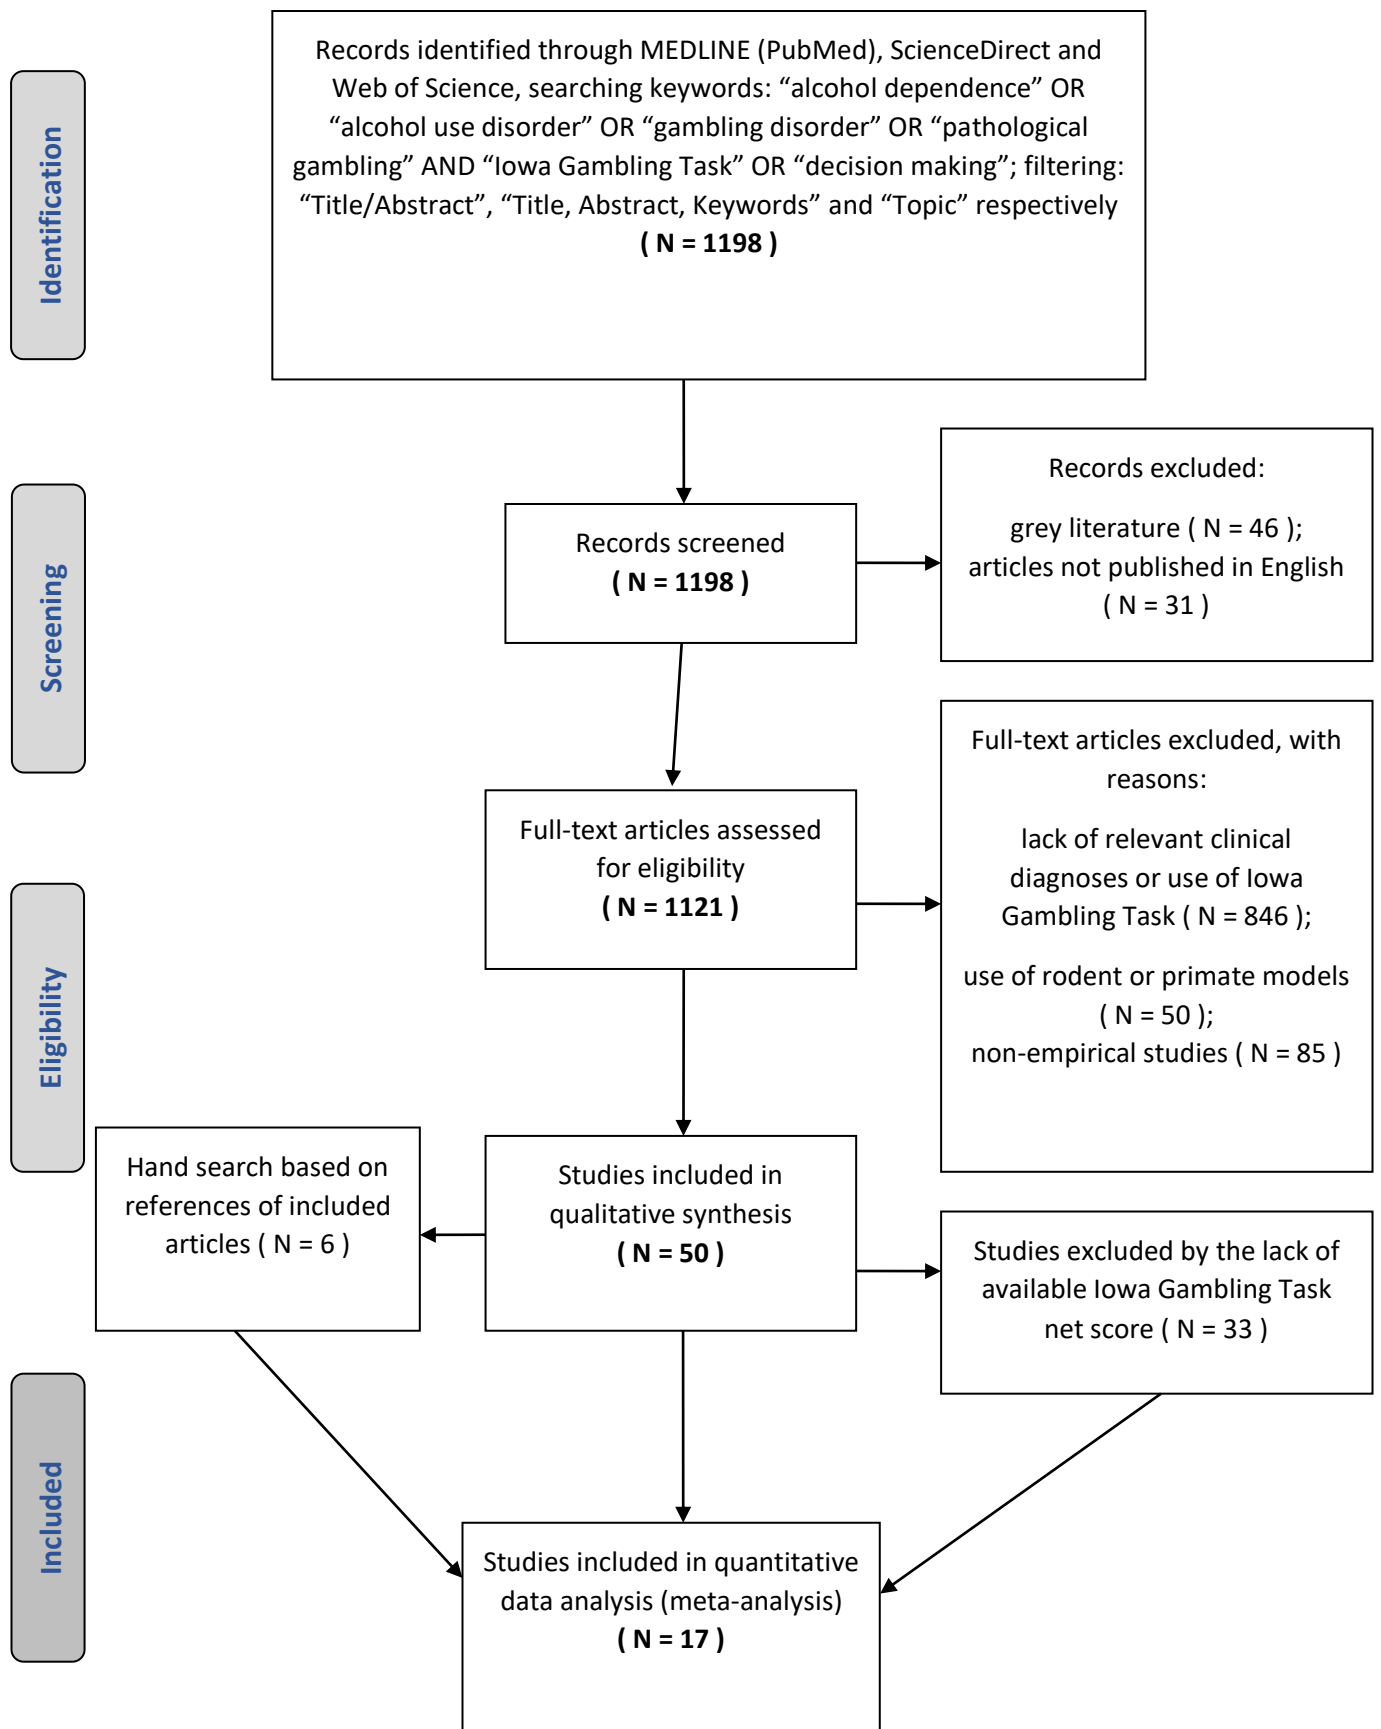 Identification
Records identified through MEDLINE (PubMed), ScienceDirect and
Web of Science, searching keywords: “alcohol dependence” OR
“alcohol use disorder” OR “gambling disorder” OR “pathological
gambling” AND “Iowa Gambling Task” OR “decision making”; filtering:
“Title/Abstract”, “Title, Abstract, Keywords” and “Topic” respectively
( N = 1198 )
Screening
Records screened
( N = 1198 )
Records excluded:
grey literature ( N = 46 );
articles not published in English
( N = 31 )
Eligibility
Full-text articles assessed
for eligibility
( N = 1121 )
Full-text articles excluded, with
reasons:
lack of relevant clinical
diagnoses or use of Iowa
Gambling Task ( N = 846 );
use of rodent or primate models
( N = 50 );
non-empirical studies ( N = 85 )
Hand search based on
references of included
articles ( N = 6 )
Studies included in
qualitative synthesis
( N = 50 )
Studies excluded by the lack of
available Iowa Gambling Task
net score ( N = 33 )
Included
Studies included in quantitative
data analysis (meta-analysis)
( N = 17 )